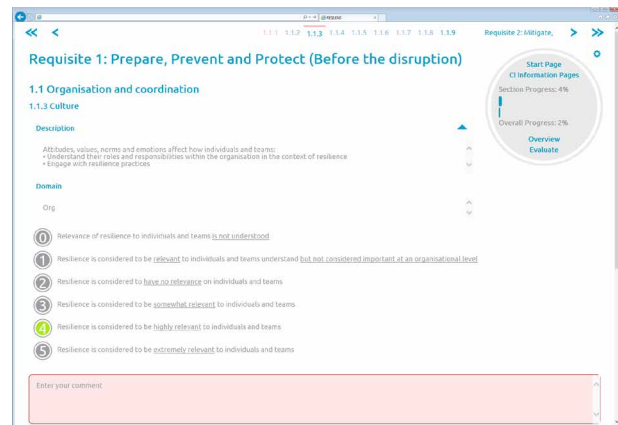 1.1.1 1.1.2 1.1.3 1.1.4 1.1.5 1.1.6 1.1.7 1.1.8 1.1.9 Requisite 2: Mitigate,
Requisite 1: Prepare, Prevent and Protect (Before the disruption)
Start Page
CI Information Pages
Section Progress: 4%
Overall Progress: 2%
Overview
Evaluate
1.1 Organisation and coordination
1.1.3 Culture
Description
Attitudes, values, norms and emotions affect how individuals and teams:
• Understand their roles and responsibilities within the organisation in the context of resilience
• Engage with resilience practices
Domain
Org
0 Relevance of resilience to individuals and teams is not understood
1 Resilience is considered to be relevant to individuals and teams understand but not considered important at an organisational level
2 Resilience is considered to have no relevance on individuals and teams
3 Resilience is considered to be somewhat relevant to individuals and teams
4 Resilience is considered to be highly relevant to individuals and teams
5 Resilience is considered to be extremely relevant to individuals and teams
Enter your comment